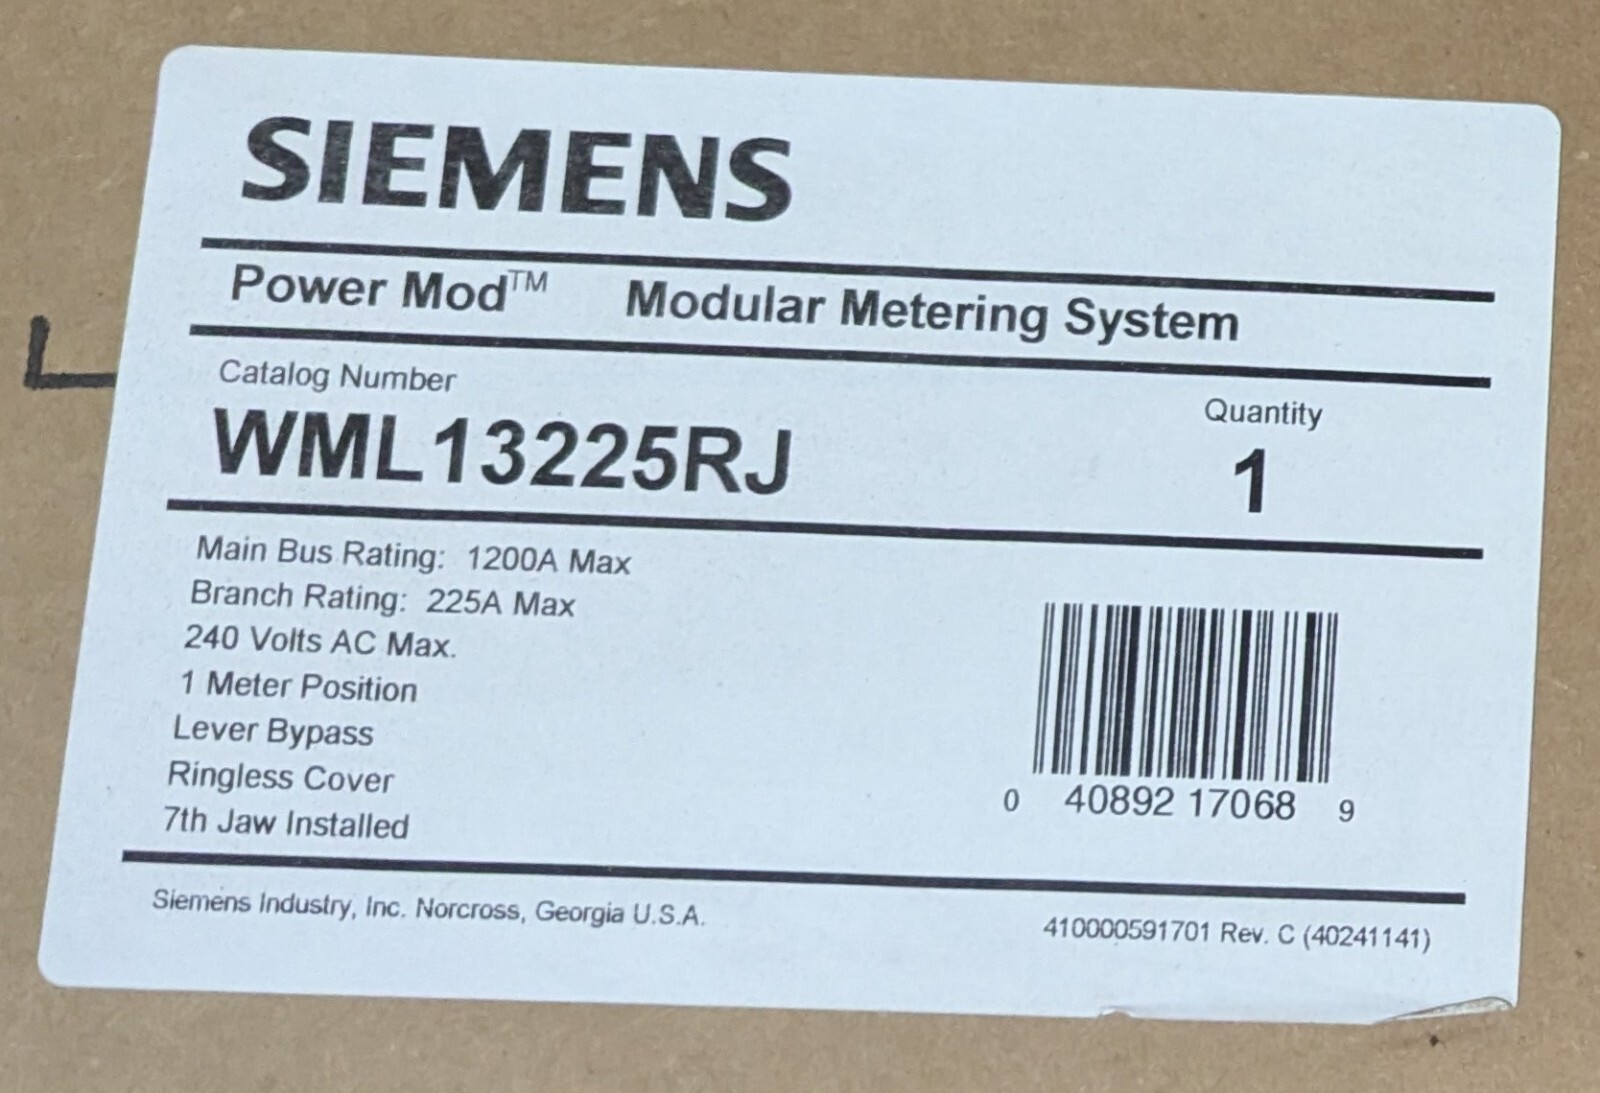 SIEMENS
Power Mod™ Modular Metering System
Catalog Number
Quantity
WML13225RJ
1
Main Bus Rating: 1200A Max
Branch Rating: 225A Max
240 Volts AC Max.
1 Meter Position
Lever Bypass
Ringless Cover
7th Jaw Installed
0 40892 17068 9
Siemens Industry, Inc. Norcross, Georgia U.S.A.
410000591701 Rev. C (40241141)